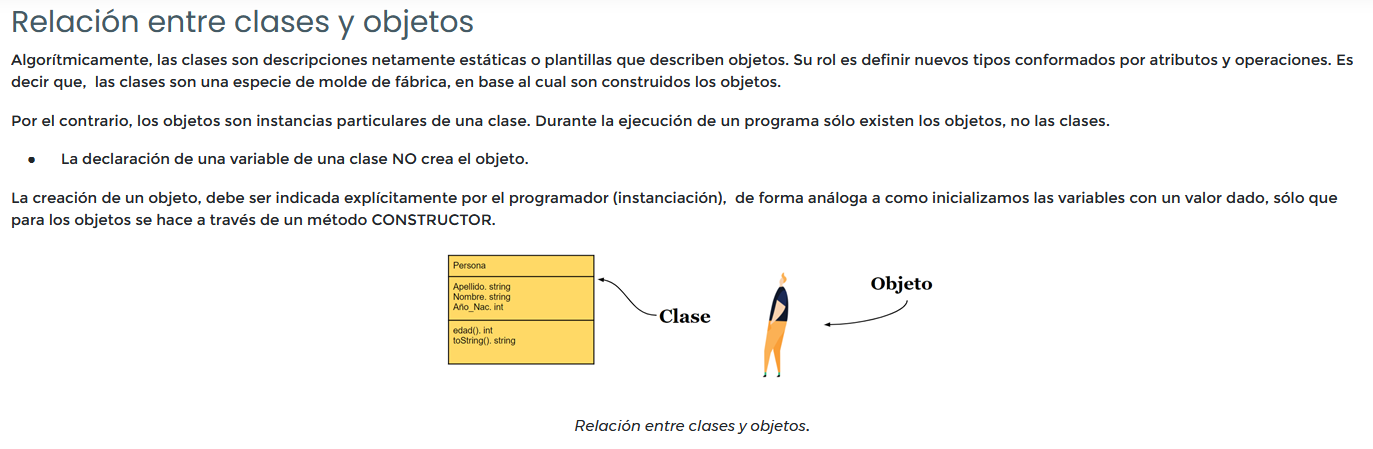 Relación entre clases y objetos
Algorítmicamente, las clases son descripciones netamente estáticas o plantillas que describen objetos. Su rol es definir nuevos tipos conformados por atributos y operaciones. Es
decir que, las clases son una especie de molde de fábrica, en base al cual son construidos los objetos.
Por el contrario, los objetos son instancias particulares de una clase. Durante la ejecución de un programa sólo existen los objetos, no las clases.
• La declaración de una variable de una clase NO crea el objeto.
La creación de un objeto, debe ser indicada explícitamente por el programador (instanciación), de forma análoga a como inicializamos las variables con un valor dado, sólo que
para los objetos se hace a través de un método CONSTRUCTOR.
Persona
Apellido. string
Nombre. string
Año_Nac. int
edad(). int
toString(). string
Clase
Objeto
Relación entre clases y objetos.